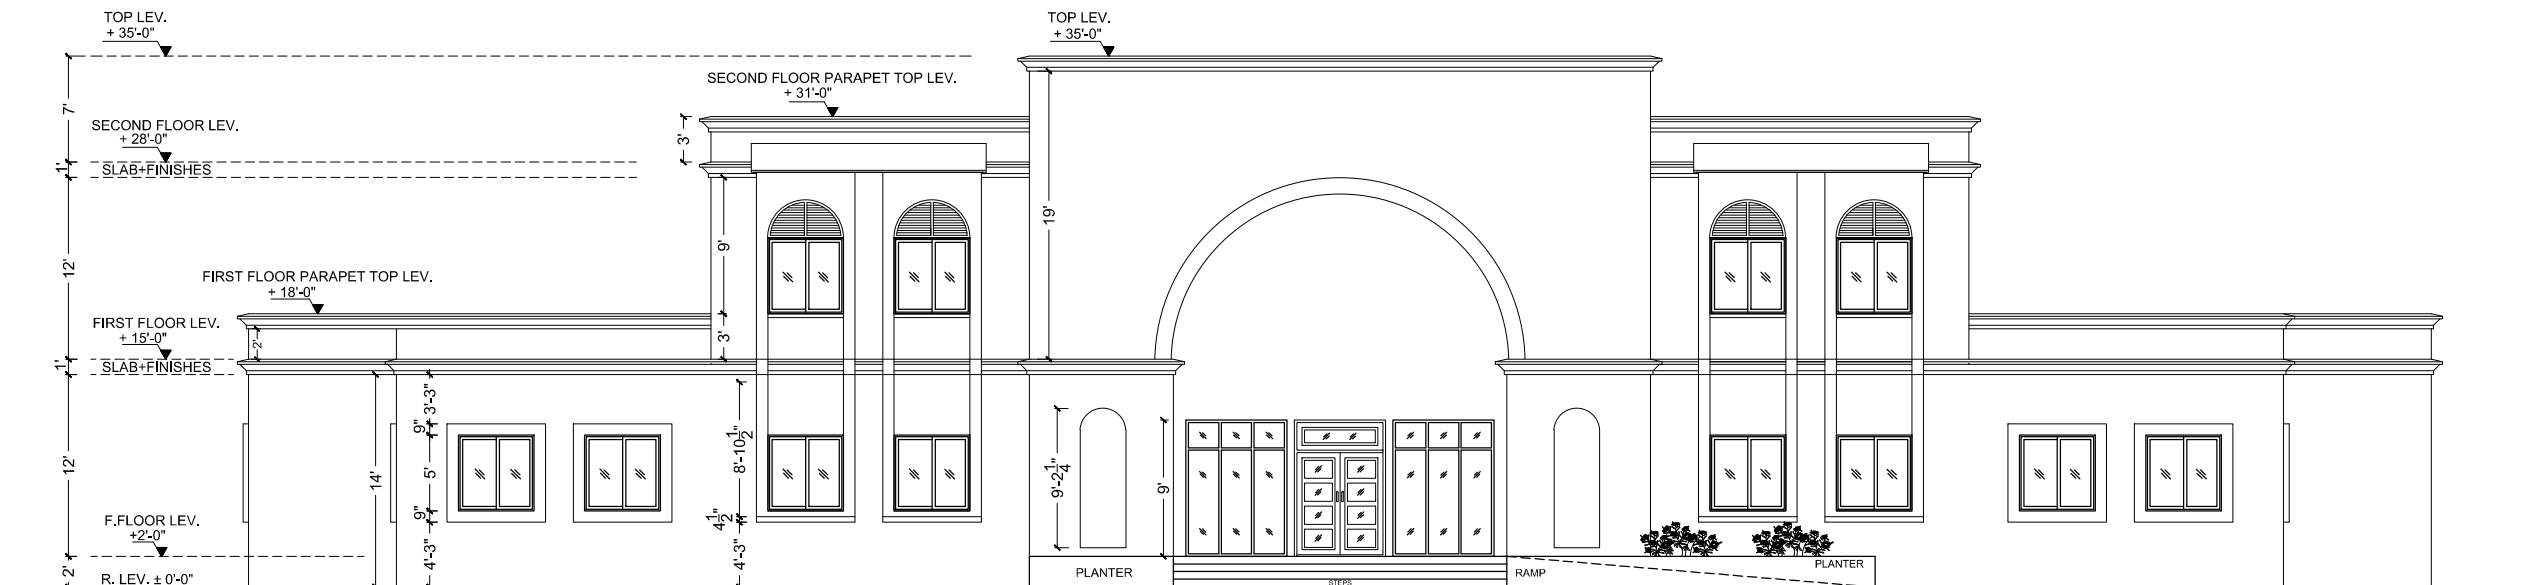 TOP LEV.
+ 35'-0"
TOP LEV.
+ 35'-0"
SECOND FLOOR PARAPET TOP LEV.
+ 31'-0"
7'
SECOND FLOOR LEV.
+ 28'-0"
3'
1'
SLAB+FINISHES
19'
9'
12'
FIRST FLOOR PARAPET TOP LEV.
+ 18'-0"
FIRST FLOOR LEV.
+ 15'-0"
2'
3'
1'
SLAB+FINISHES
3'-3"
9"
8'-10 1/2"
12'
14'
5'
9'-2 1/4"
9'
9"
4 1/2"
F.FLOOR LEV.
+2'-0"
4'-3"
4'-3"
2'
R. LEV. ± 0'-0"
PLANTER
STEPS
RAMP
PLANTER